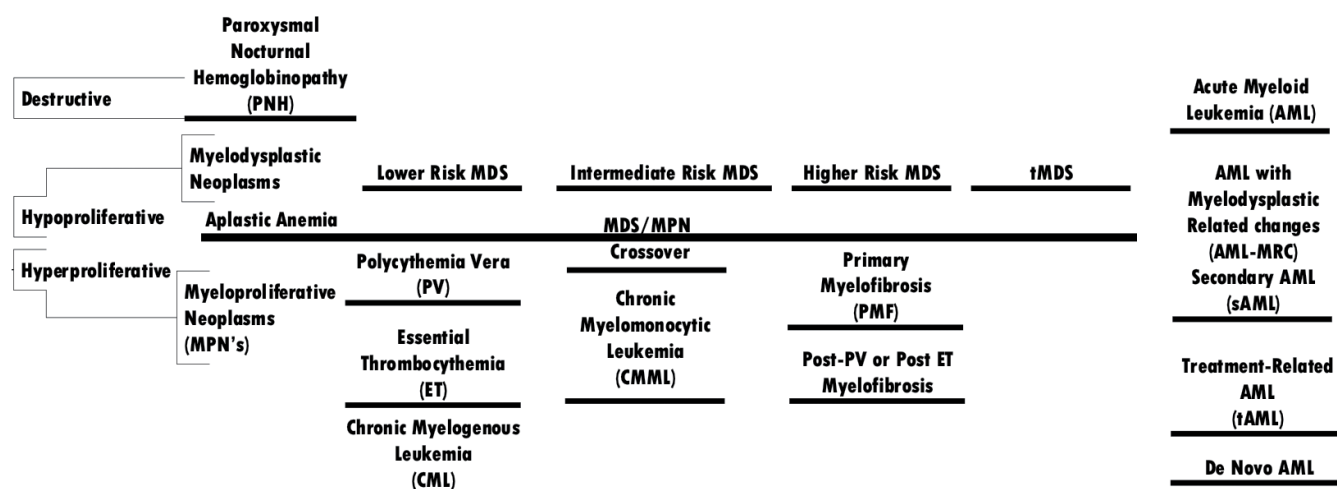 Paroxysmal
Nocturnal
Hemoglobinopathy
(PNH)
Destructive
Acute Myeloid
Leukemia (AML)
Myelodysplastic
Neoplasms
Lower Risk MDS
Intermediate Risk MDS
Higher Risk MDS
tMDS
AML with
Myelodysplastic
Related changes
(AML-MRC)
Secondary AML
(sAML)
Hypoproliferative
Aplastic Anemia
MDS/MPN
Crossover
Hyperproliferative
Myeloproliferative
Neoplasms
(MPN's)
Polycythemia Vera
(PV)
Essential
Thrombocythemia
(ET)
Chronic Myelogenous
Leukemia
(CML)
Chronic
Myelomonocytic
Leukemia
(CMML)
Primary
Myelofibrosis
(PMF)
Post-PV or Post ET
Myelofibrosis
Treatment-Related
AML
(tAML)
De Novo AML